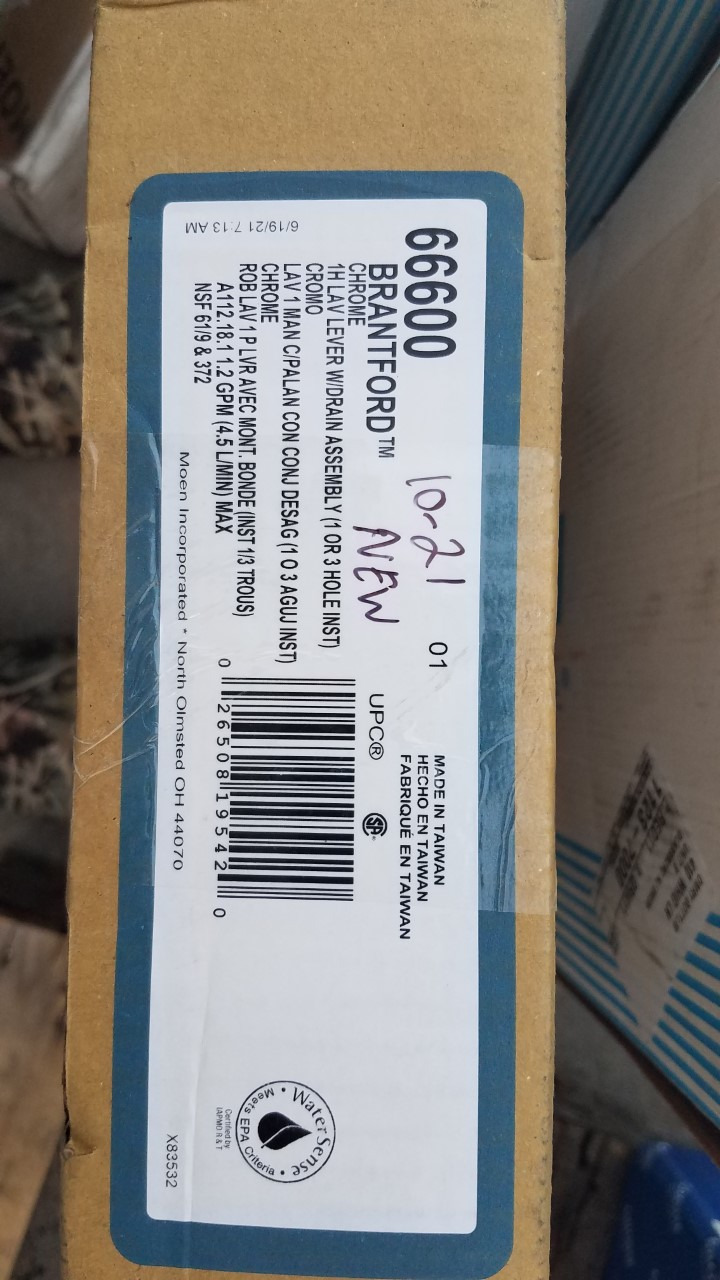 66600
BRANTFORD™
CHROME
1H LAV LEVER W/DRAIN ASSEMBLY (1 OR 3 HOLE INST)
CROMO
LAV 1 MAN C/PALAN CON CONJ DESAG (1 O 3 AGUJ INST)
CHROME
ROB LAV 1 P LVR AVEC MONT. BONDE (INST 1/3 TROUS)
A112.18.1 1.2 GPM (4.5 L/MIN) MAX
NSF 61/9 & 372
6/19/21 7:13 AM
10-21
NEW
01
MADE IN TAIWAN
HECHO EN TAIWAN
FABRIQUÉ EN TAIWAN
UPC®
0 26508 19542 0
Moen Incorporated * North Olmsted OH 44070
WaterSense
Meets EPA Criteria
Certified by
IAPMO R & T
X83532